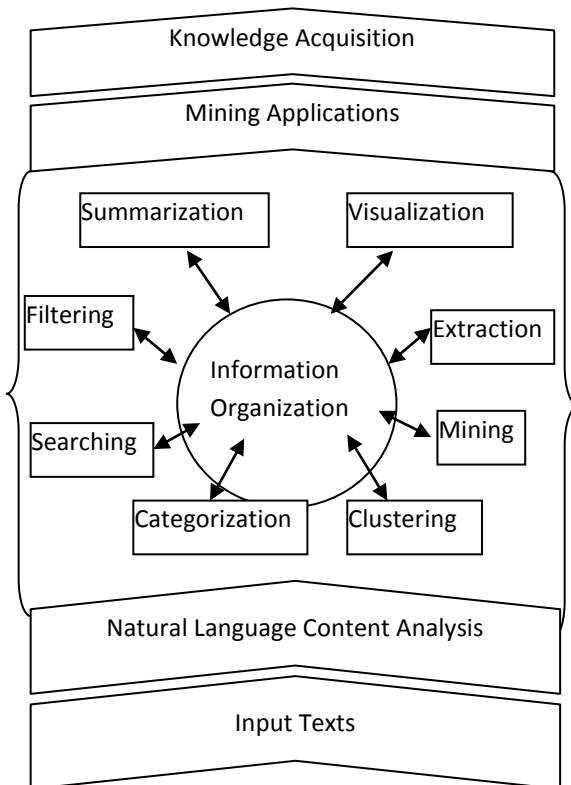 Knowledge Acquisition
Mining Applications
Summarization
Visualization
Filtering
Extraction
Information
Organization
Searching
Mining
Categorization
Clustering
Natural Language Content Analysis
Input Texts